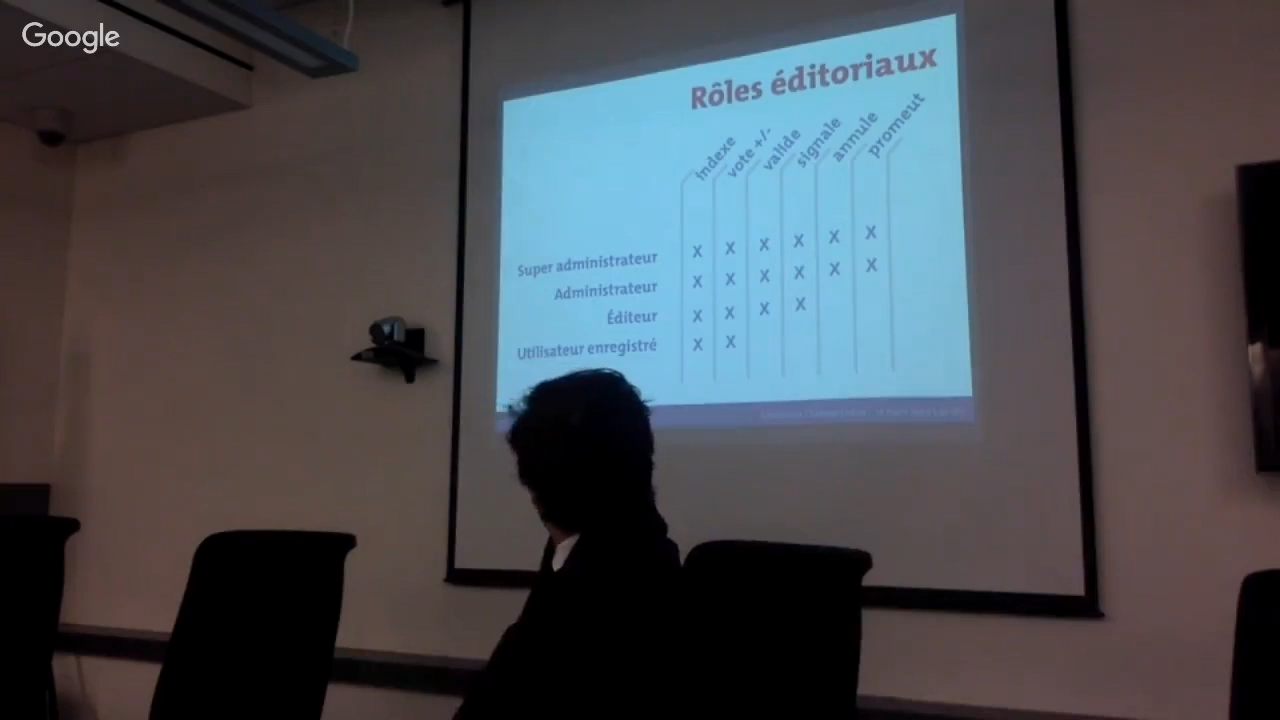 Google
Rôles éditoriaux
indexe vote +/- valide signale annule promeut
Super administrateur X X X X X X
Administrateur X X X X X X
Éditeur X X X X
Utilisateur enregistré X X